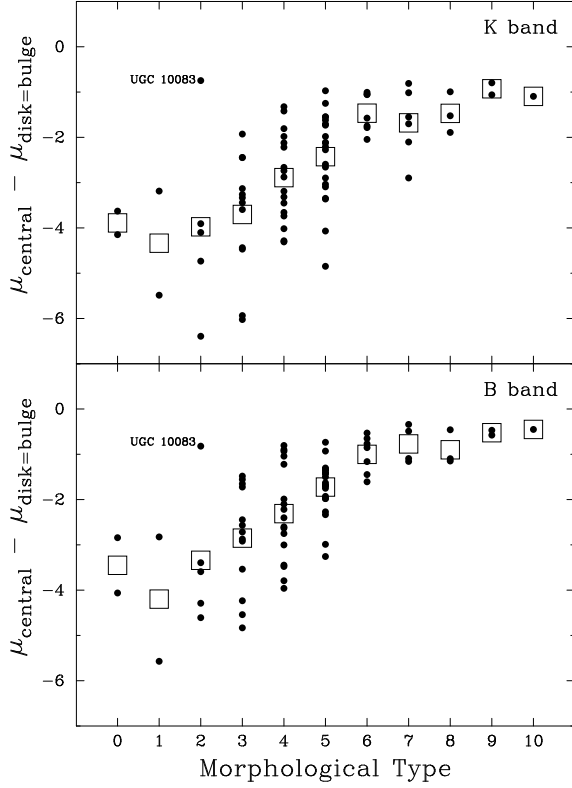 K band
0
UGC 10083
−2
−4
−6
μcentral − μdisk=bulge
B band
0
UGC 10083
−2
−4
−6
μcentral − μdisk=bulge
0 1 2 3 4 5 6 7 8 9 10
Morphological Type